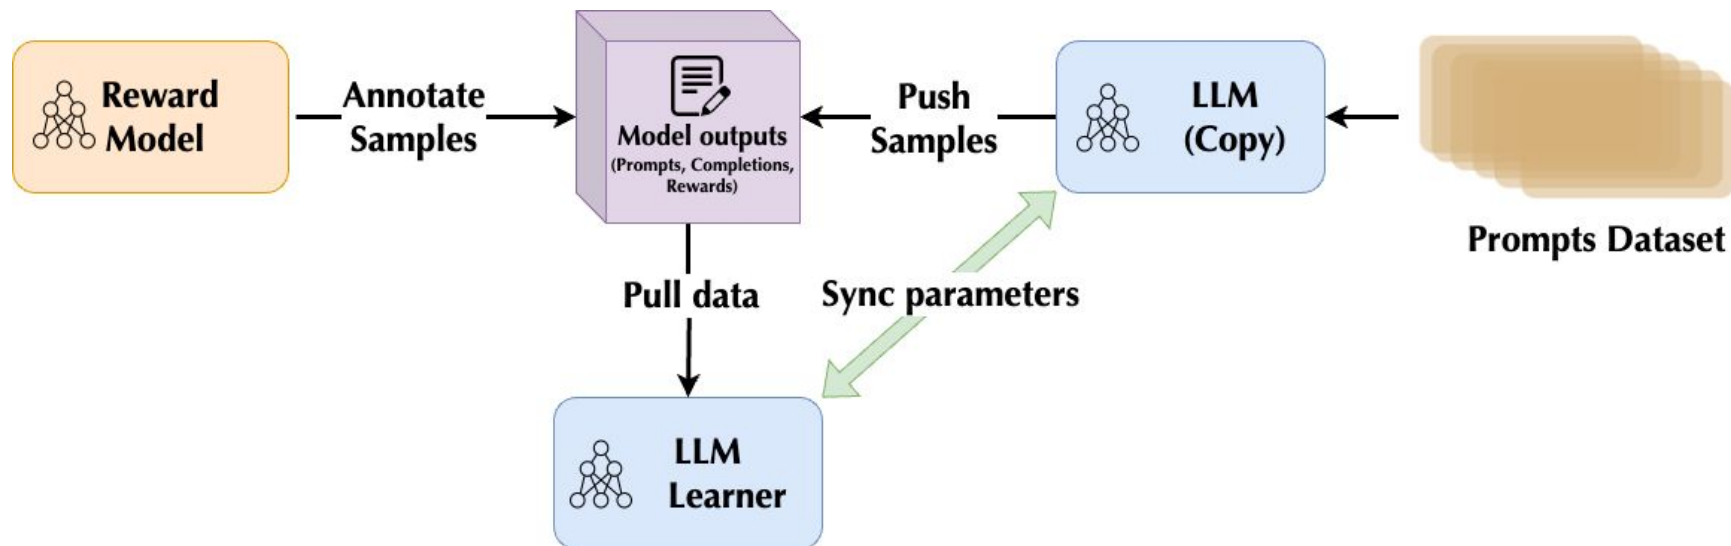 Reward
Model
Annotate
Samples
Model outputs
(Prompts, Completions,
Rewards)
Push
Samples
LLM
(Copy)
Prompts Dataset
Pull data
Sync parameters
LLM
Learner